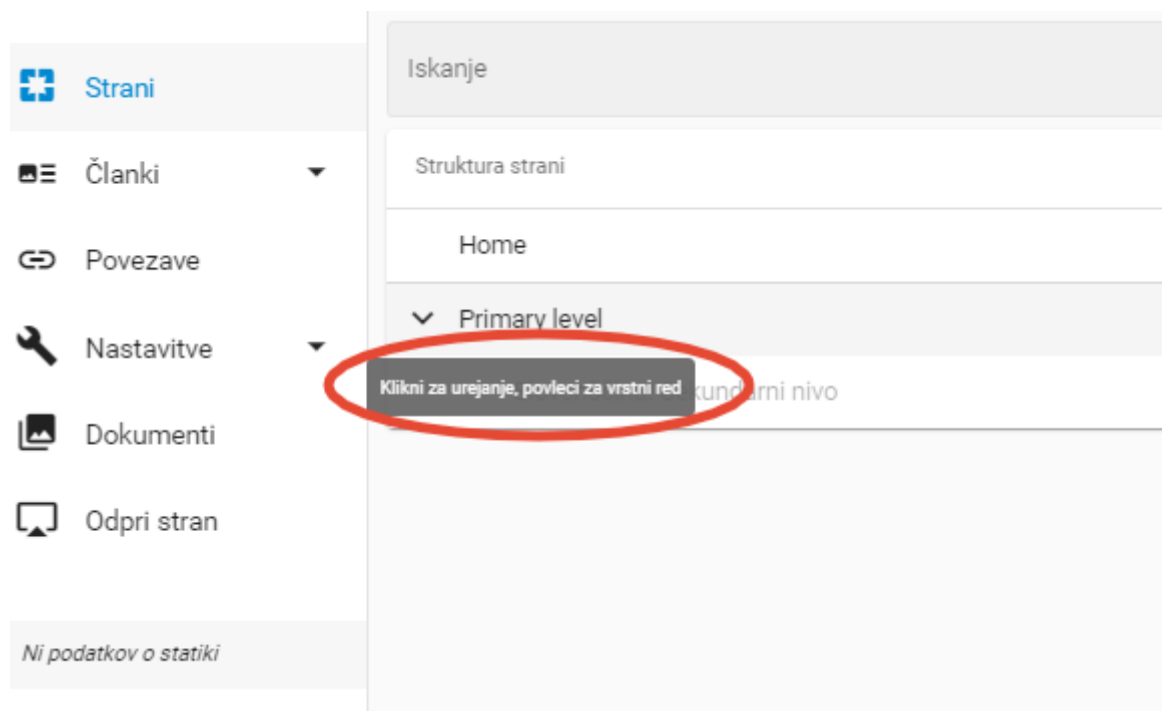 Strani
Članki
Povezave
Nastavitve
Dokumenti
Odpri stran
Ni podatkov o statiki
Iskanje
Struktura strani
Home
Primary level
Klikni za urejanje, povleci za vrstni red
nivo